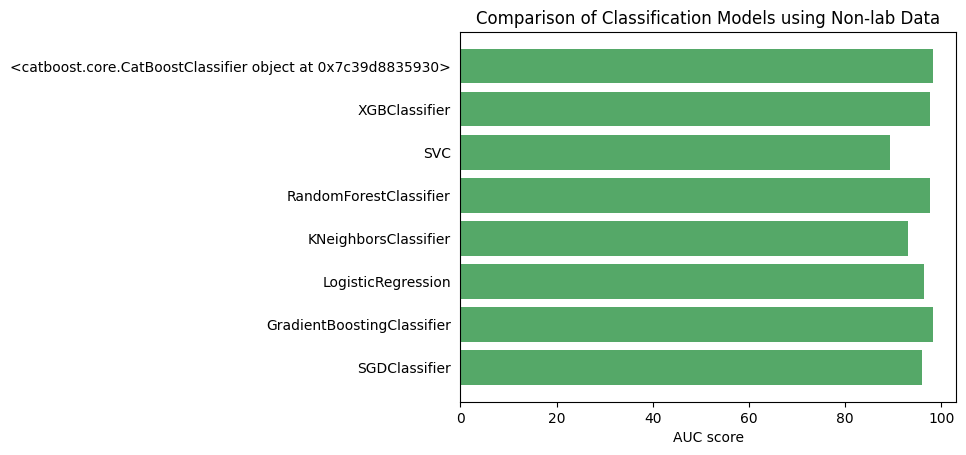 Comparison of Classification Models using Non-lab Data
<catboost.core.CatBoostClassifier object at 0x7c39d8835930>
XGBClassifier
SVC
RandomForestClassifier
KNeighborsClassifier
LogisticRegression
GradientBoostingClassifier
SGDClassifier
0 20 40 60 80 100
AUC score